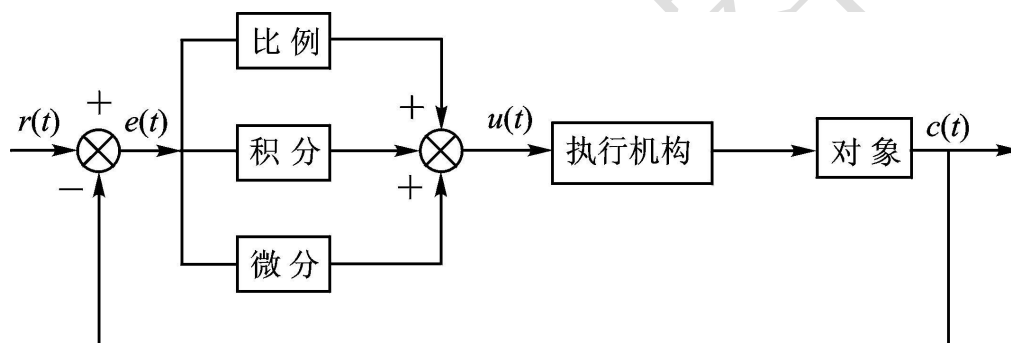 比例
+
r(t)
e(t)
积分
+
+
u(t)
执行机构
对象
c(t)
−
微分